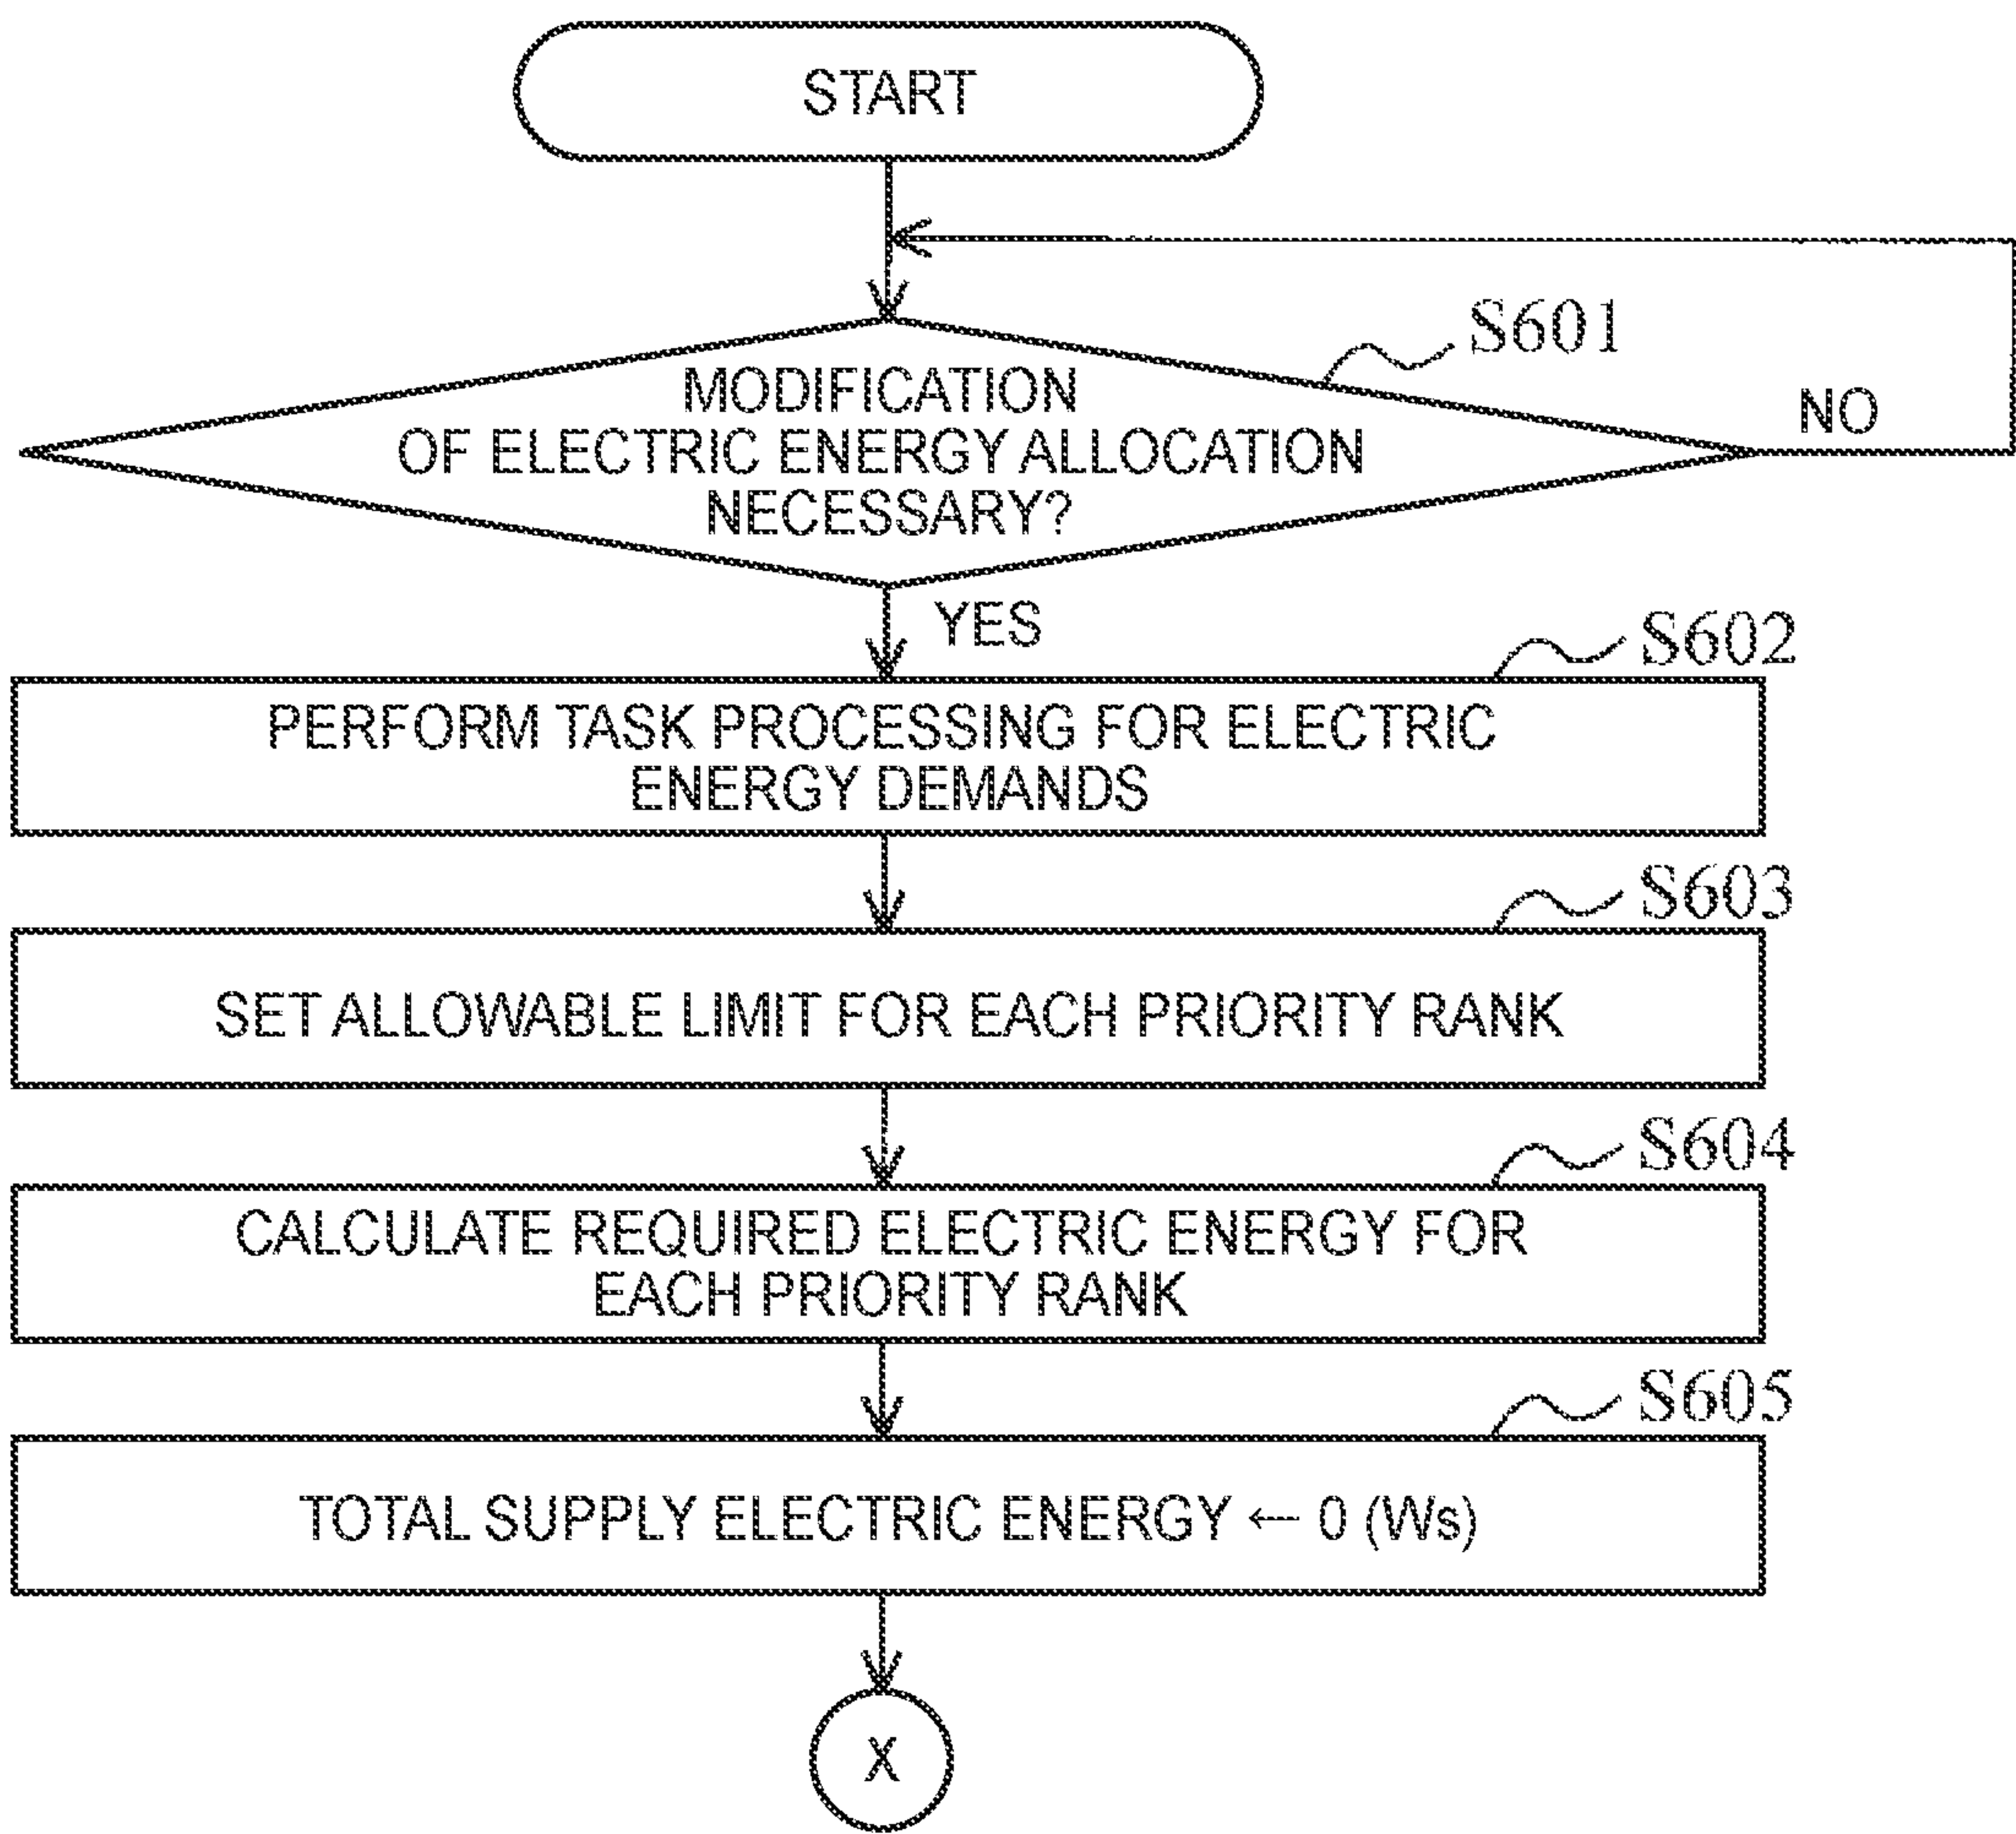 START
S601
MODIFICATION
OF ELECTRIC ENERGY ALLOCATION
NECESSARY?
NO
YES
S602
PERFORM TASK PROCESSING FOR ELECTRIC
ENERGY DEMANDS
S603
SET ALLOWABLE LIMIT FOR EACH PRIORITY RANK
S604
CALCULATE REQUIRED ELECTRIC ENERGY FOR
EACH PRIORITY RANK
S605
TOTAL SUPPLY ELECTRIC ENERGY ← 0 (Ws)
X